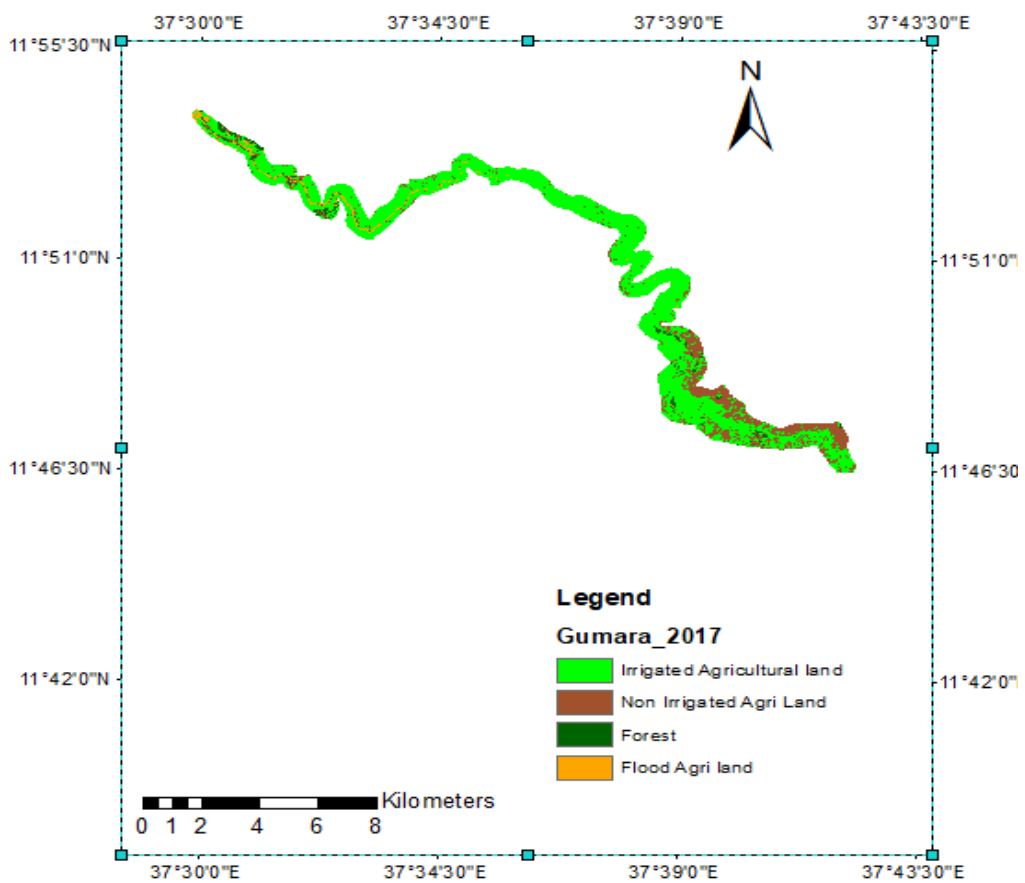 37°30'0"E 37°34'30"E 37°39'0"E 37°43'30"E
11°55'30"N
N
11°51'0"N 11°51'0"N
11°46'30"N 11°46'30
Legend
Gumara_2017
Irrigated Agricultural land
11°42'0"N 11°42'0"N
Non Irrigated Agri Land
Forest
Flood Agri land
Kilometers
0 1 2 4 6 8
37°30'0"E 37°34'30"E 37°39'0"E 37°43'30"E